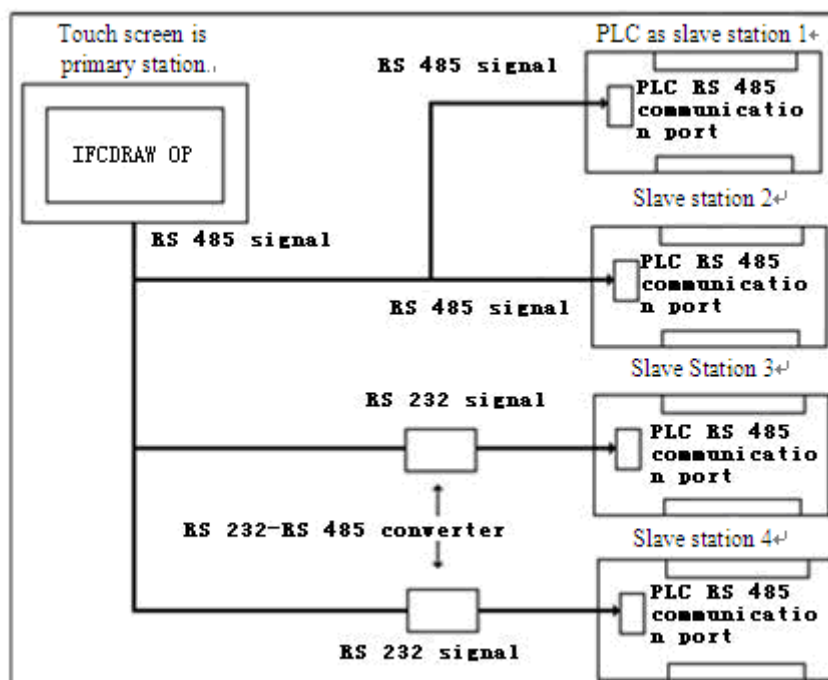 Touch screen is
primary station.
IFCDRAW OP
RS 485 signal
RS 485 signal
PLC as slave station 1
PLC RS 485
communicatio
n port
Slave station 2
RS 485 signal
PLC RS 485
communicatio
n port
Slave Station 3
RS 232 signal
PLC RS 485
communicatio
n port
RS 232-RS 485 converter
Slave station 4
RS 232 signal
PLC RS 485
communicatio
n port